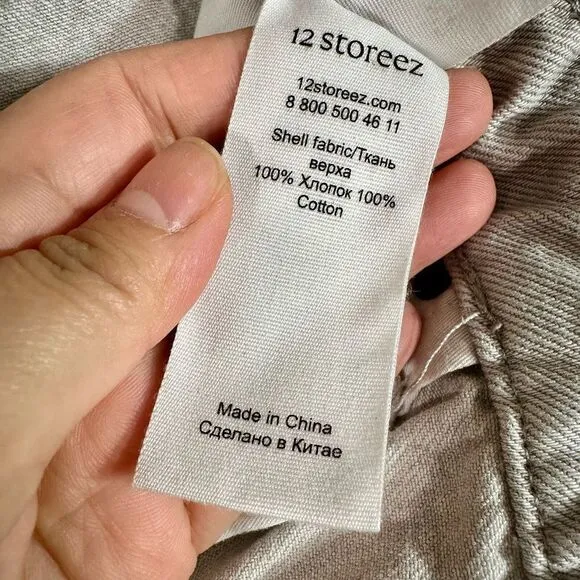 12 storeez
12storeez.com
8 800 500 46 11
Shell fabric/Ткань
верха
100% Хлопок 100%
Cotton
Made in China
Сделано в Китае